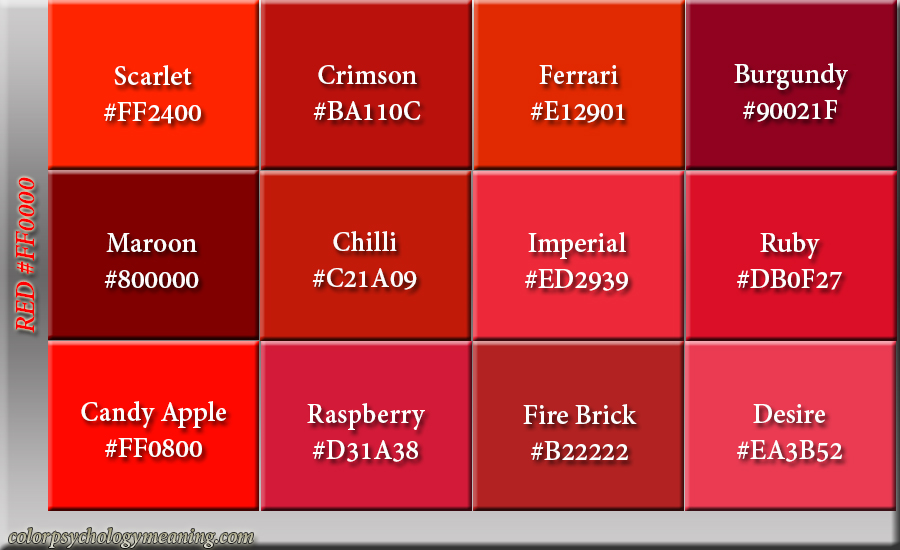 Scarlet
#FF2400
Crimson
#BA110C
Ferrari
#E12901
Burgundy
#90021F
RED #FF0000
Maroon
#800000
Chilli
#C21A09
Imperial
#ED2939
Ruby
#DB0F27
Candy Apple
#FF0800
Raspberry
#D31A38
Fire Brick
#B22222
Desire
#EA3B52
colorpsychologymeaning.com